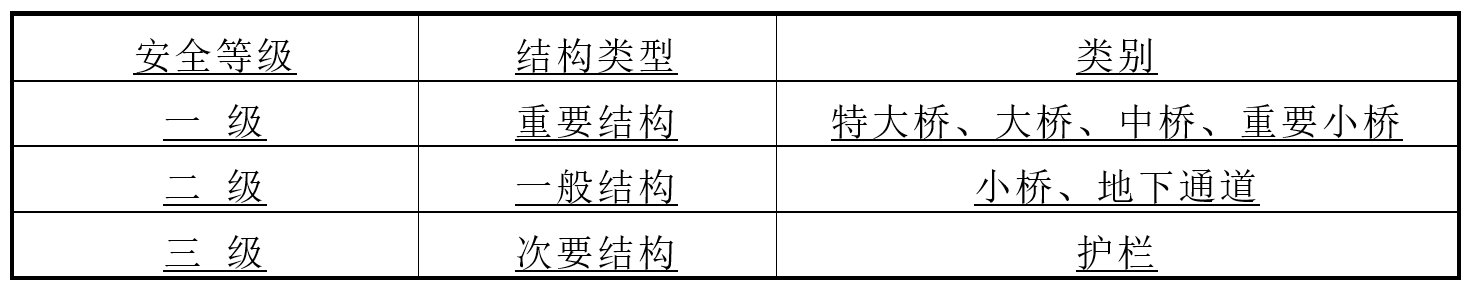 安全等级 结构类型 类别
一 级 重要结构 特大桥、大桥、中桥、重要小桥
二 级 一般结构 小桥、地下通道
三 级 次要结构 护栏